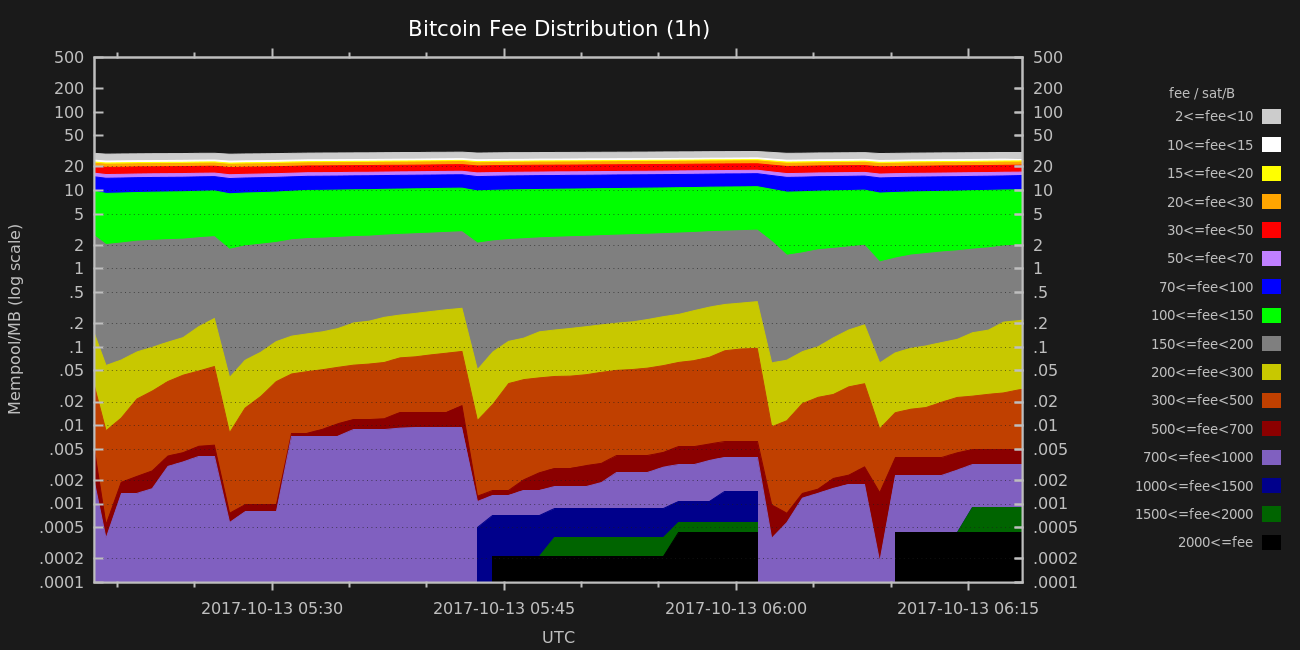 Bitcoin Fee Distribution (1h)
500 500
200 200
100 100
50 50
20 20
10 10
5 5
2 2
1 1
.5 .5
.2 .2
.1 .1
.05 .05
.02 .02
.01 .01
.005 .005
.002 .002
.001 .001
.0005 .0005
.0002 .0002
.0001 .0001
Mempool/MB (log scale)
2017-10-13 05:30 2017-10-13 05:45 2017-10-13 06:00 2017-10-13 06:15
UTC
fee / sat/B
2<=fee<10
10<=fee<15
15<=fee<20
20<=fee<30
30<=fee<50
50<=fee<70
70<=fee<100
100<=fee<150
150<=fee<200
200<=fee<300
300<=fee<500
500<=fee<700
700<=fee<1000
1000<=fee<1500
1500<=fee<2000
2000<=fee